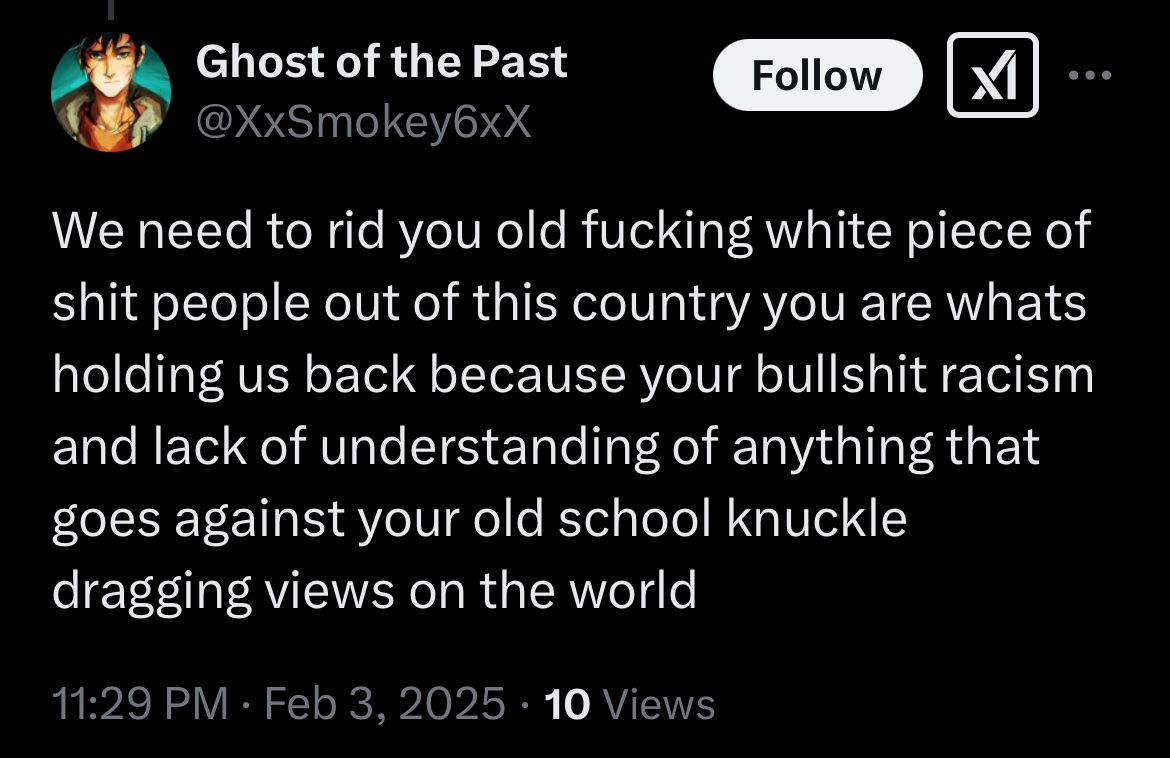 Ghost of the Past
@XxSmokey6xX
Follow
We need to rid you old fucking white piece of
shit people out of this country you are whats
holding us back because your bullshit racism
and lack of understanding of anything that
goes against your old school knuckle
dragging views on the world
11:29 PM · Feb 3, 2025 · 10 Views